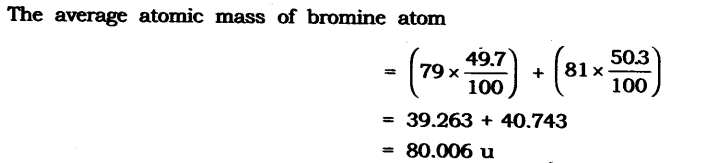 The average atomic mass of bromine atom
= (79 × 49.7/100) + (81 × 50.3/100)
= 39.263 + 40.743
= 80.006 u